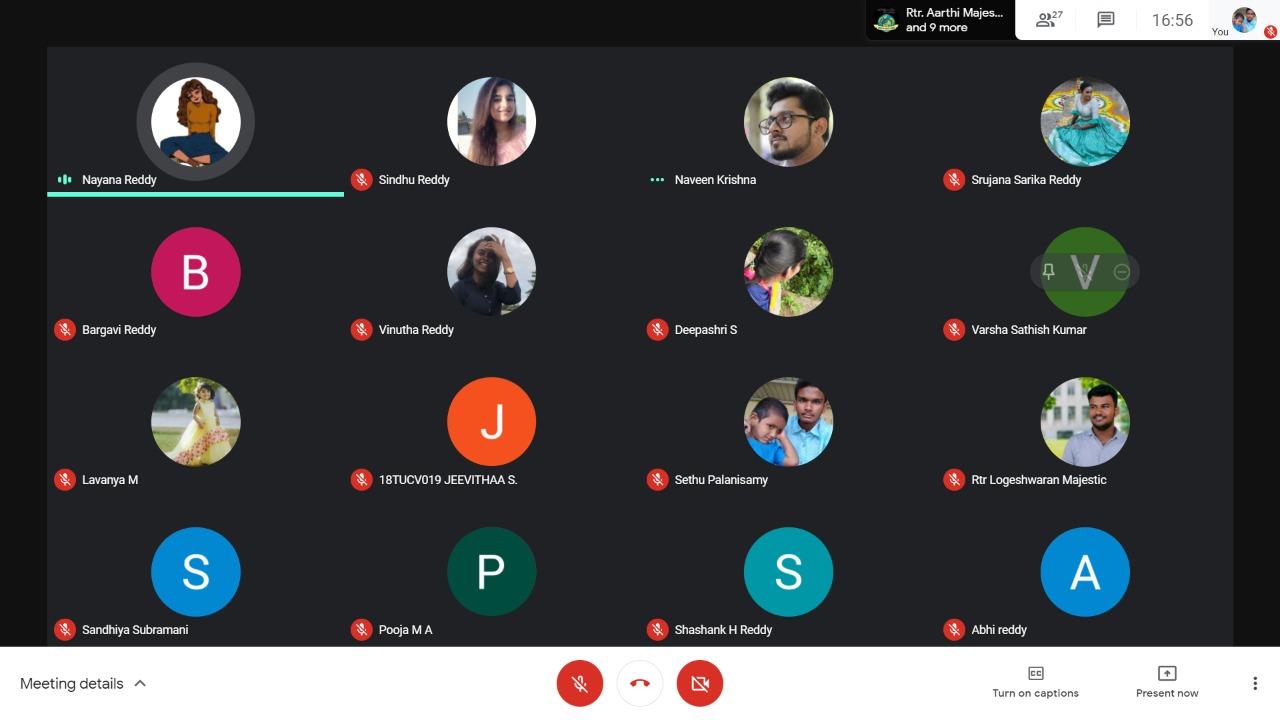 Rtr. Aarthi Majes...
and 9 more
27
16:56
You
Nayana Reddy
Sindhu Reddy
Naveen Krishna
Srujana Sarika Reddy
B
V
Bargavi Reddy
Vinutha Reddy
Deepashri S
Varsha Sathish Kumar
J
Lavanya M
18TUCV019 JEEVITHAA S.
Sethu Palanisamy
Rtr Logeshwaran Majestic
S
P
S
A
Sandhiya Subramani
Pooja M A
Shashank H Reddy
Abhi reddy
Meeting details
CC
Turn on captions
Present now